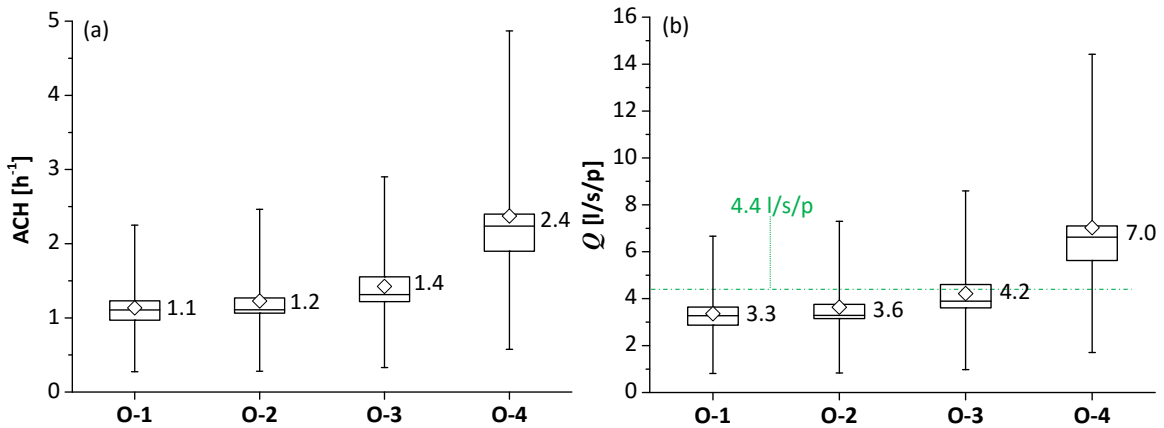 (a)
ACH [h⁻¹]
5
4
3
2
1
0
1.1
1.2
1.4
2.4
O-1
O-2
O-3
O-4
(b)
Q [l/s/p]
16
14
12
10
8
6
4
2
0
4.4 l/s/p
3.3
3.6
4.2
7.0
O-1
O-2
O-3
O-4